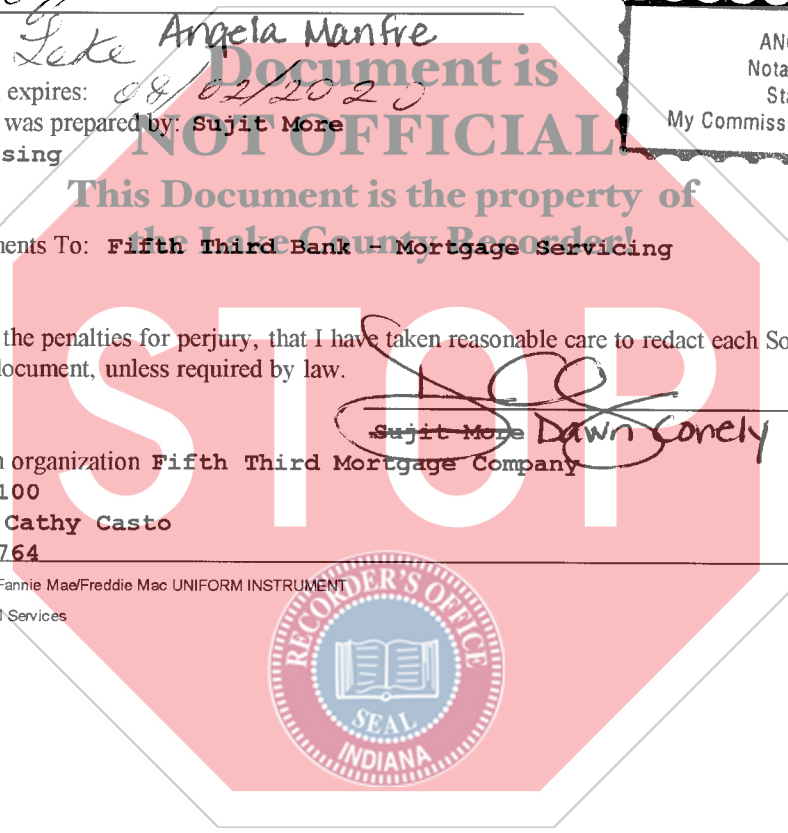 Angela Manfre
Lake
Document is
expires: 08/02/2020
was prepared by: Sujit More
NOT OFFICIAL!
sing
This Document is the property of
the Lake County Recorder!
nents To: Fifth Third Bank - Mortgage Servicing
the penalties for perjury, that I have taken reasonable care to redact each So
document, unless required by law.
Sujit More Dawn Conely
n organization Fifth Third Mortgage Company
100
Cathy Casto
764
Fannie Mae/Freddie Mac UNIFORM INSTRUMENT
Services
STOP
RECORDER'S OFFICE
SEAL
INDIANA
AN
Nota
Sta
My Commiss